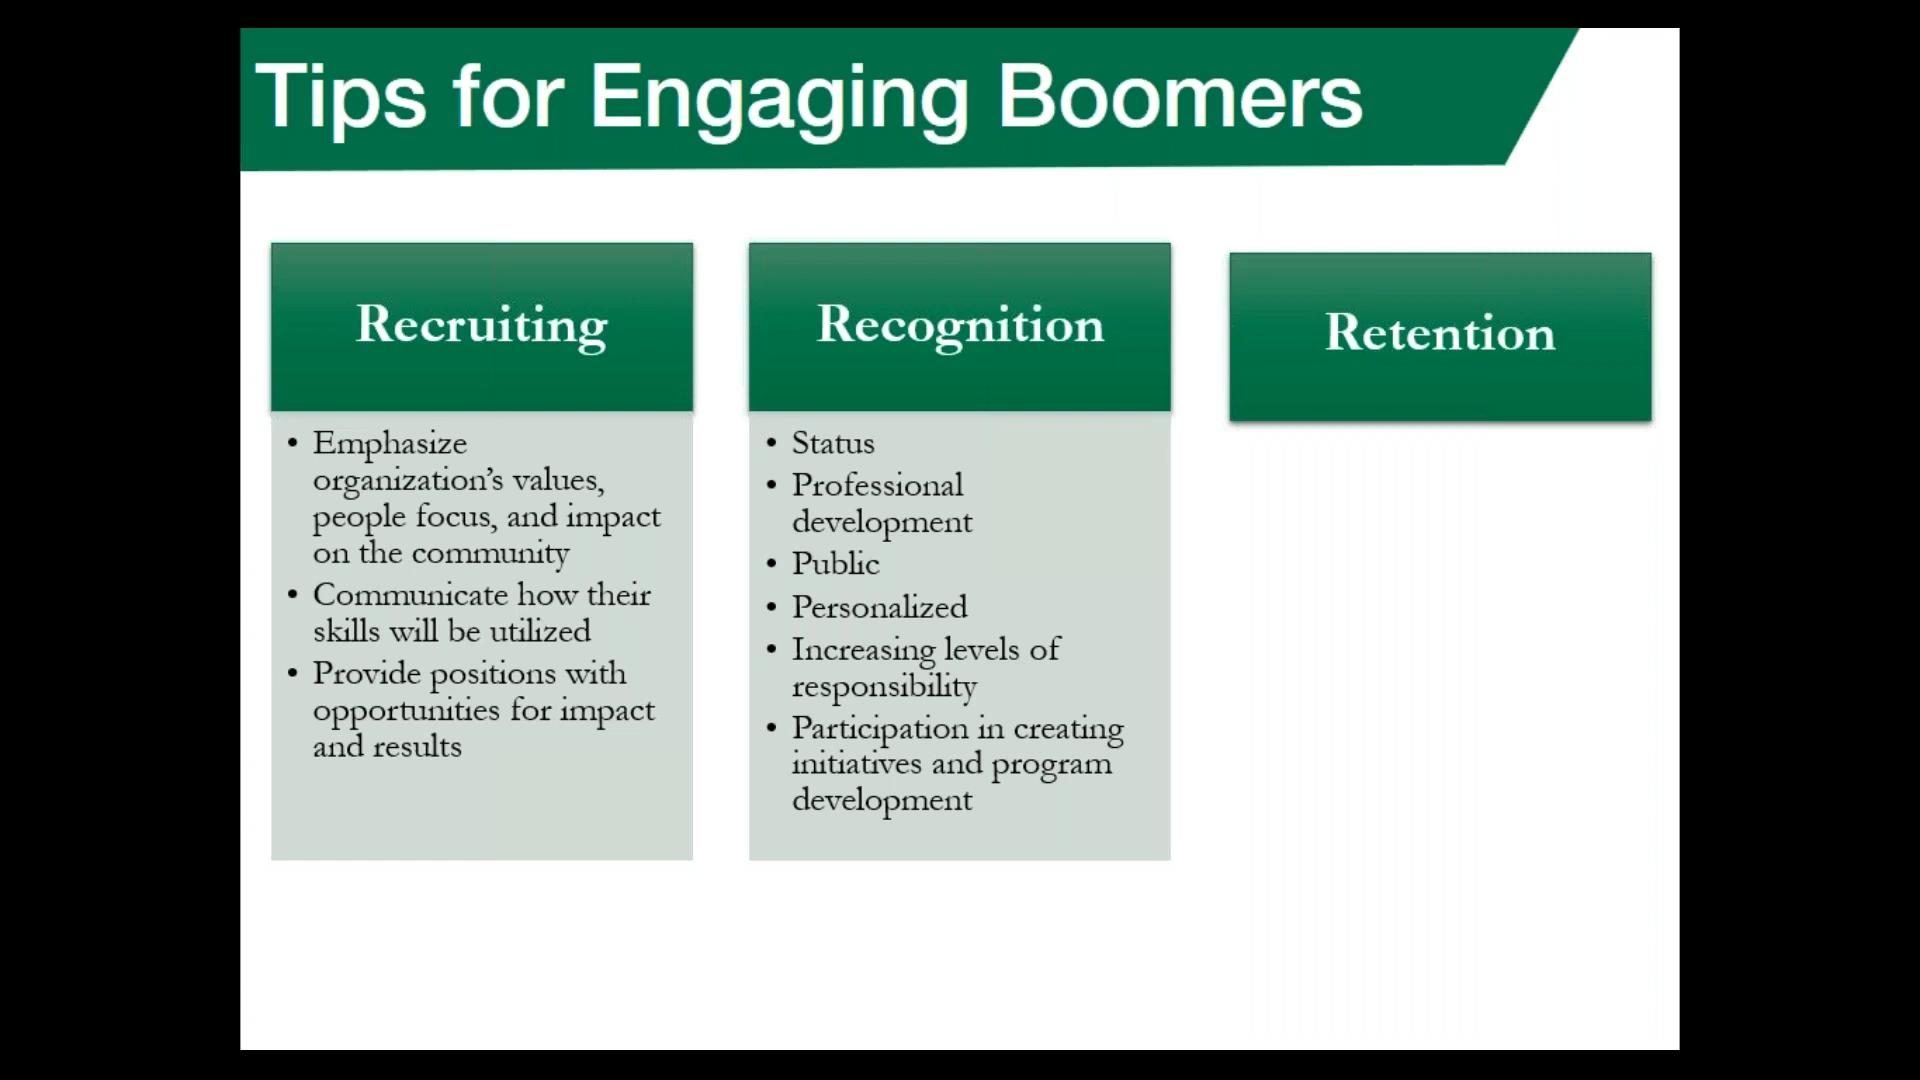 Tips for Engaging Boomers
Recruiting
• Emphasize
organization’s values,
people focus, and impact
on the community
• Communicate how their
skills will be utilized
• Provide positions with
opportunities for impact
and results
Recognition
• Status
• Professional
development
• Public
• Personalized
• Increasing levels of
responsibility
• Participation in creating
initiatives and program
development
Retention